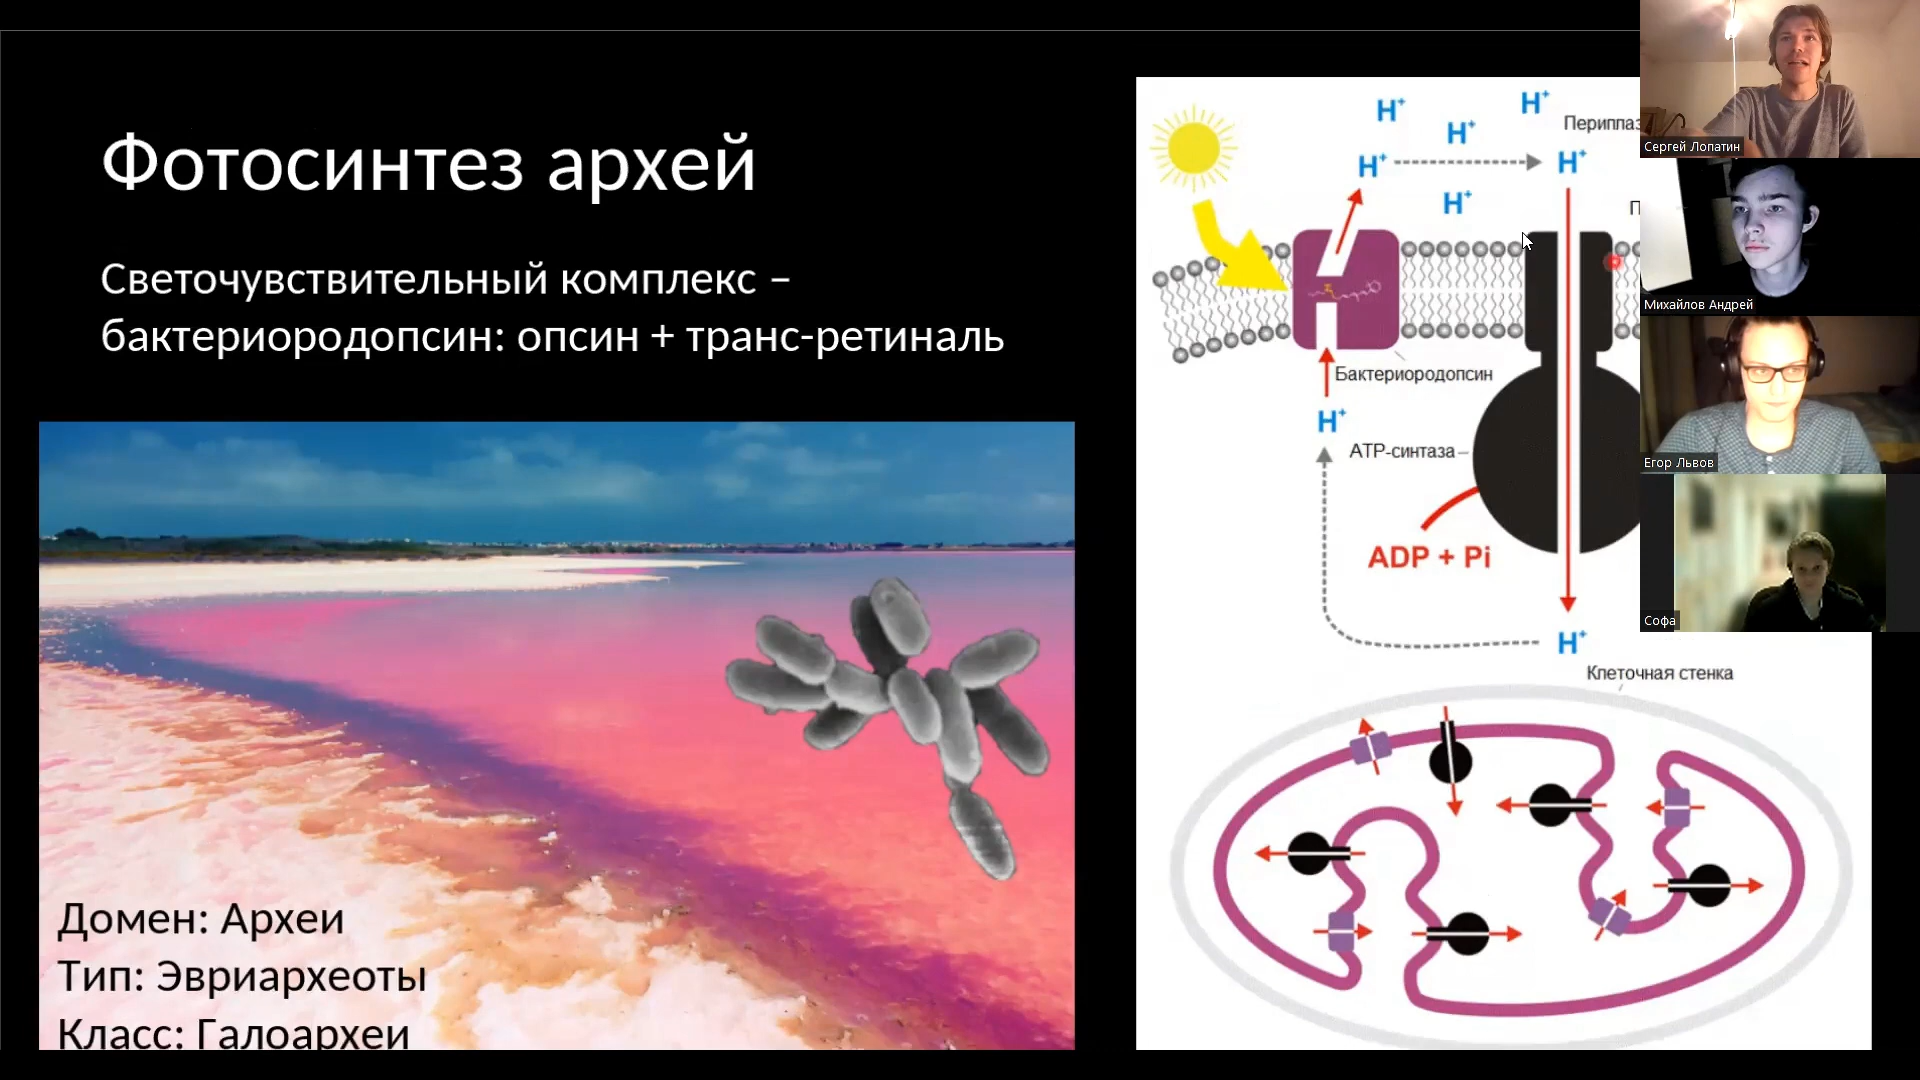 Фотосинтез архей
Светочувствительный комплекс –
бактериородопсин: опсин + транс-ретиналь
Домен: Археи
Тип: Эвриархеоты
Класс: Галоархеи
H⁺
H⁺
H⁺
H⁺
H⁺
H⁺
Бактериородопсин
H⁺
АТР-синтаза
ADP + Pi
H⁺
Клеточная стенка
Сергей Лопатин
Михайлов Андрей
Егор Львов
Софа